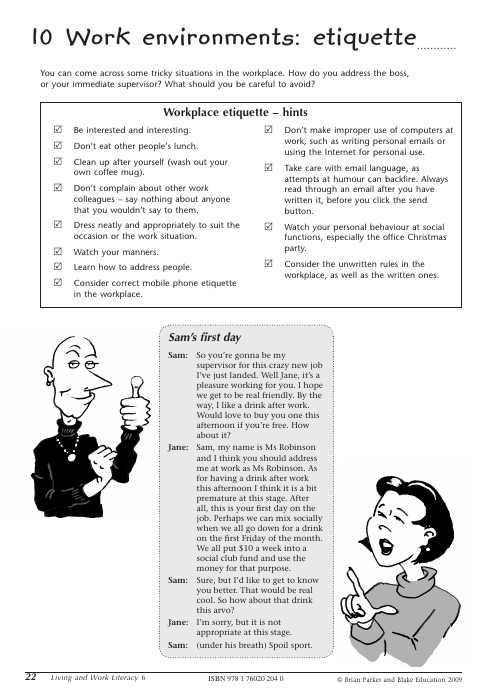 10 Work environments: etiquette
You can come across some tricky situations in the workplace. How do you address the boss,
or your immediate supervisor? What should you be careful to avoid?
Workplace etiquette – hints
☑ Be interested and interesting.
☑ Don't eat other people's lunch.
☑ Clean up after yourself (wash out your
own coffee mug).
☑ Don't complain about other work
colleagues – say nothing about anyone
that you wouldn't say to them.
☑ Dress neatly and appropriately to suit the
occasion or the work situation.
☑ Watch your manners.
☑ Learn how to address people.
☑ Consider correct mobile phone etiquette
in the workplace.
☑ Don't make improper use of computers at
work, such as writing personal emails or
using the Internet for personal use.
☑ Take care with email language, as
attempts at humour can backfire. Always
read through an email after you have
written it, before you click the send
button.
☑ Watch your personal behaviour at social
functions, especially the office Christmas
party.
☑ Consider the unwritten rules in the
workplace, as well as the written ones.
Sam's first day
Sam: So you're gonna be my
supervisor for this crazy new job
I've just landed. Well Jane, it's a
pleasure working for you. I hope
we get to be real friendly. By the
way, I like a drink after work.
Would love to buy you one this
afternoon if you're free. How
about it?
Jane: Sam, my name is Ms Robinson
and I think you should address
me at work as Ms Robinson. As
for having a drink after work
this afternoon I think it is a bit
premature at this stage. After
all, this is your first day on the
job. Perhaps we can mix socially
when we all go down for a drink
on the first Friday of the month.
We all put $10 a week into a
social club fund and use the
money for that purpose.
Sam: Sure, but I'd like to get to know
you better. That would be real
cool. So how about that drink
this arvo?
Jane: I'm sorry, but it is not
appropriate at this stage.
Sam: (under his breath) Spoil sport.
22 Living and Work Literacy 6 ISBN 978 1 76020 204 0 © Brian Parker and Blake Education 2009